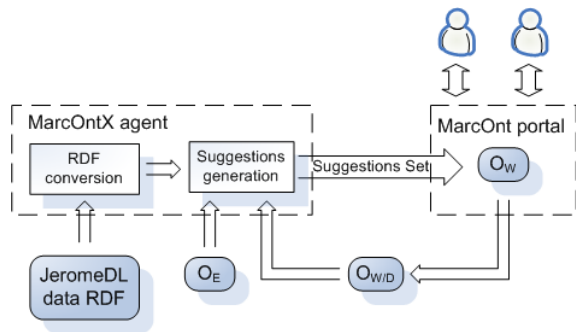 MarcOntX agent
RDF
conversion
Suggestions
generation
Suggestions Set
MarcOnt portal
OW
JeromeDL
data RDF
OE
OW/D